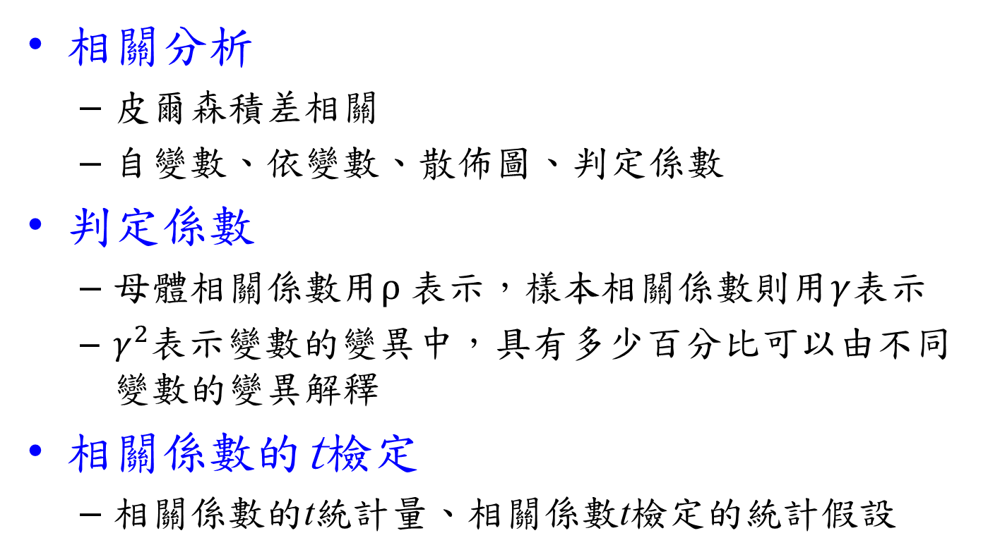 • 相關分析
– 皮爾森積差相關
– 自變數、依變數、散佈圖、判定係數
• 判定係數
– 母體相關係數用ρ 表示，樣本相關係數則用γ表示
– γ²表示變數的變異中，具有多少百分比可以由不同
變數的變異解釋
• 相關係數的 t檢定
– 相關係數的t統計量、相關係數t檢定的統計假設